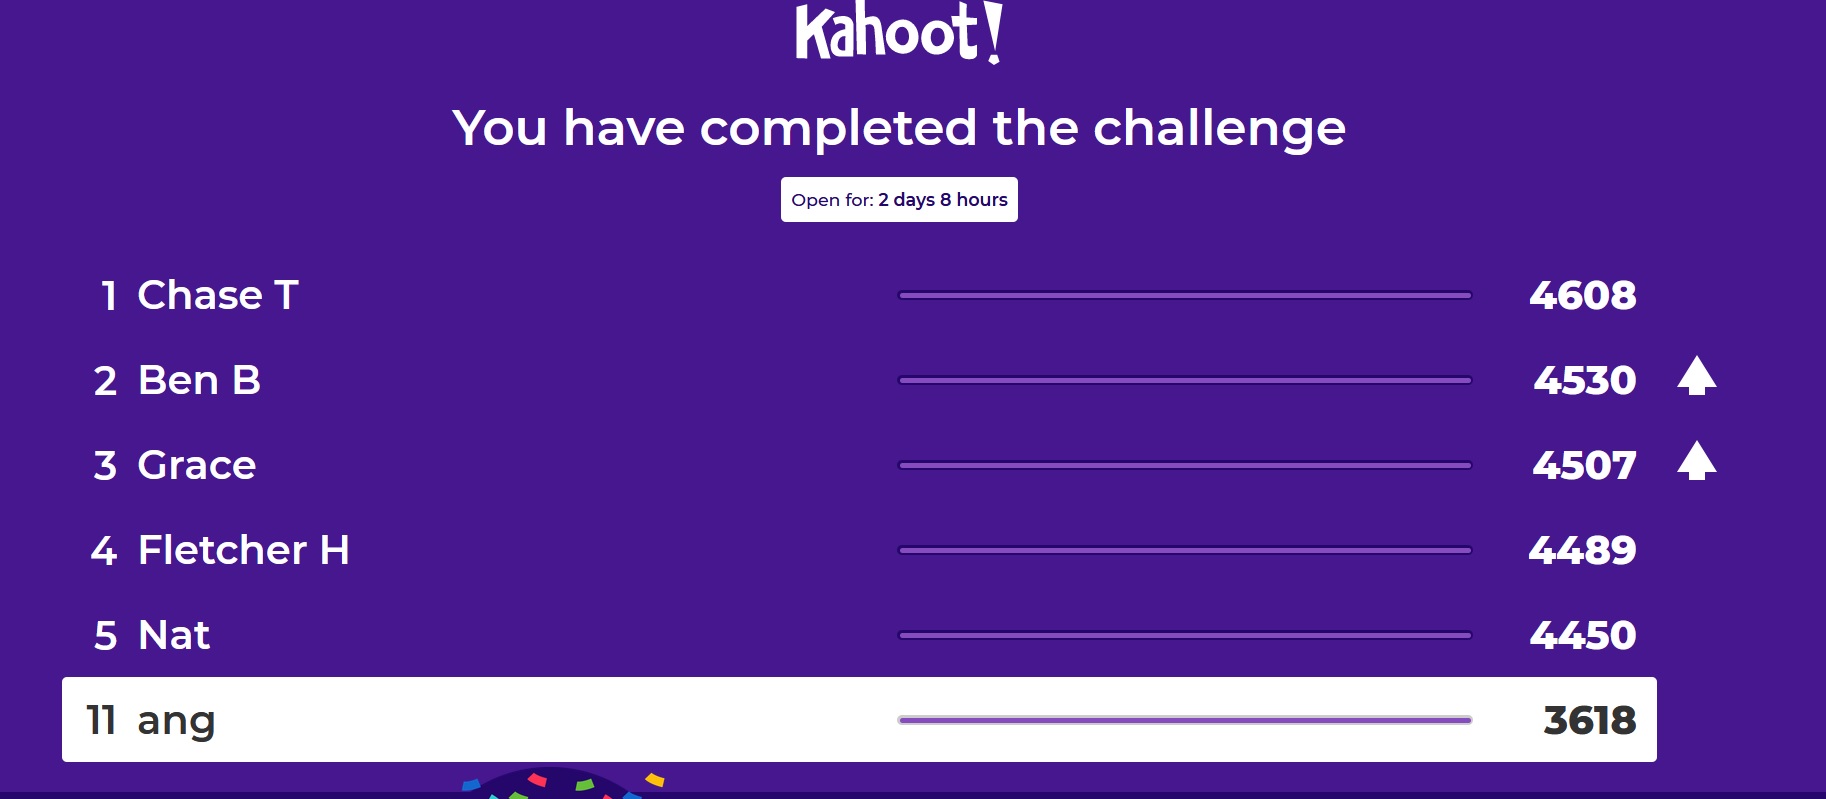 Kahoot!
You have completed the challenge
Open for: 2 days 8 hours
1 Chase T 4608
2 Ben B 4530
3 Grace 4507
4 Fletcher H 4489
5 Nat 4450
11 ang 3618